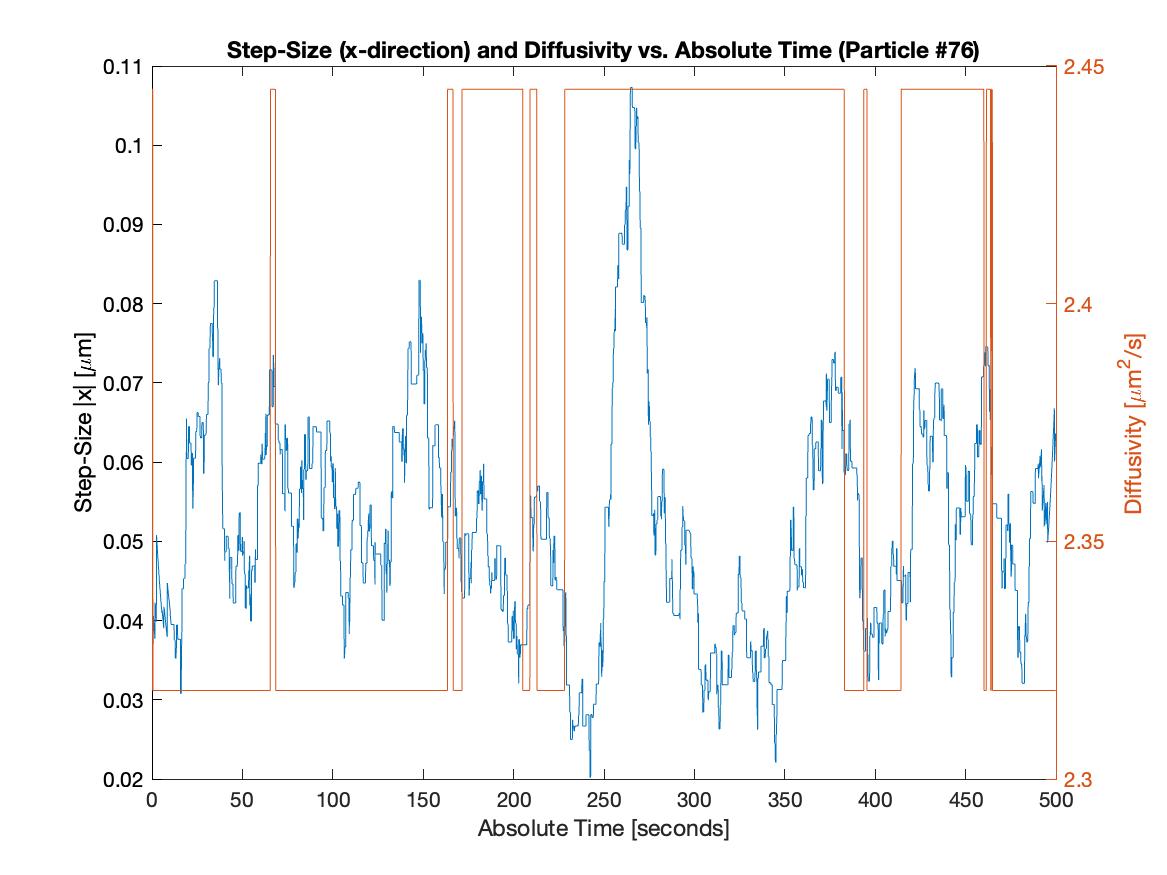 Step-Size (x-direction) and Diffusivity vs. Absolute Time (Particle #76)
0.11
0.1
0.09
0.08
0.07
0.06
0.05
0.04
0.03
0.02
Step-Size |x| [μm]
2.45
2.4
2.35
2.3
Diffusivity [μm²/s]
0 50 100 150 200 250 300 350 400 450 500
Absolute Time [seconds]